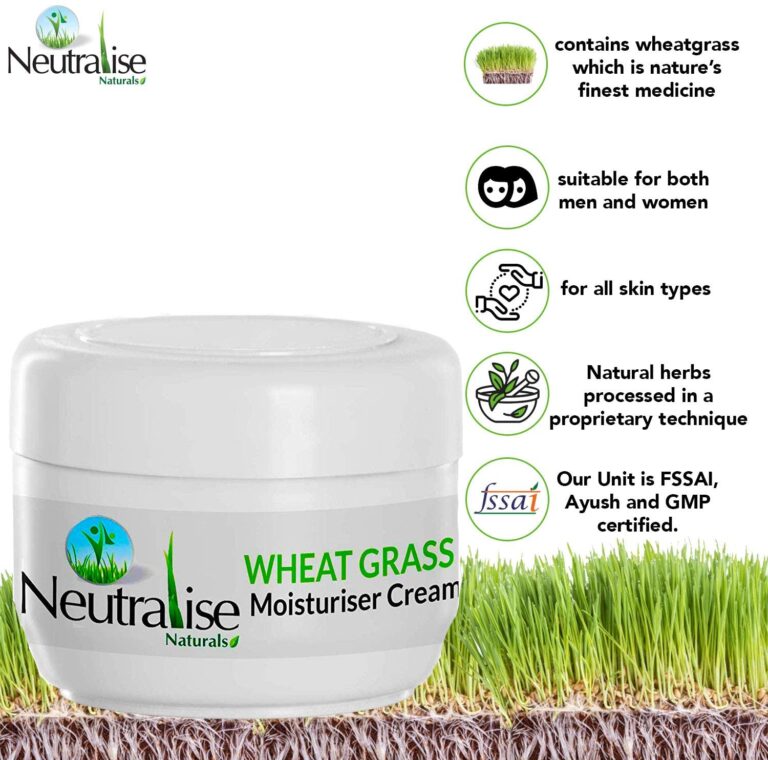 Neutralise
Naturals
contains wheatgrass
which is nature's
finest medicine
suitable for both
men and women
for all skin types
Natural herbs
processed in a
proprietary technique
fssai
Our Unit is FSSAI,
Ayush and GMP
certified.
WHEAT GRASS
Neutralise Moisturiser Cream
Naturals